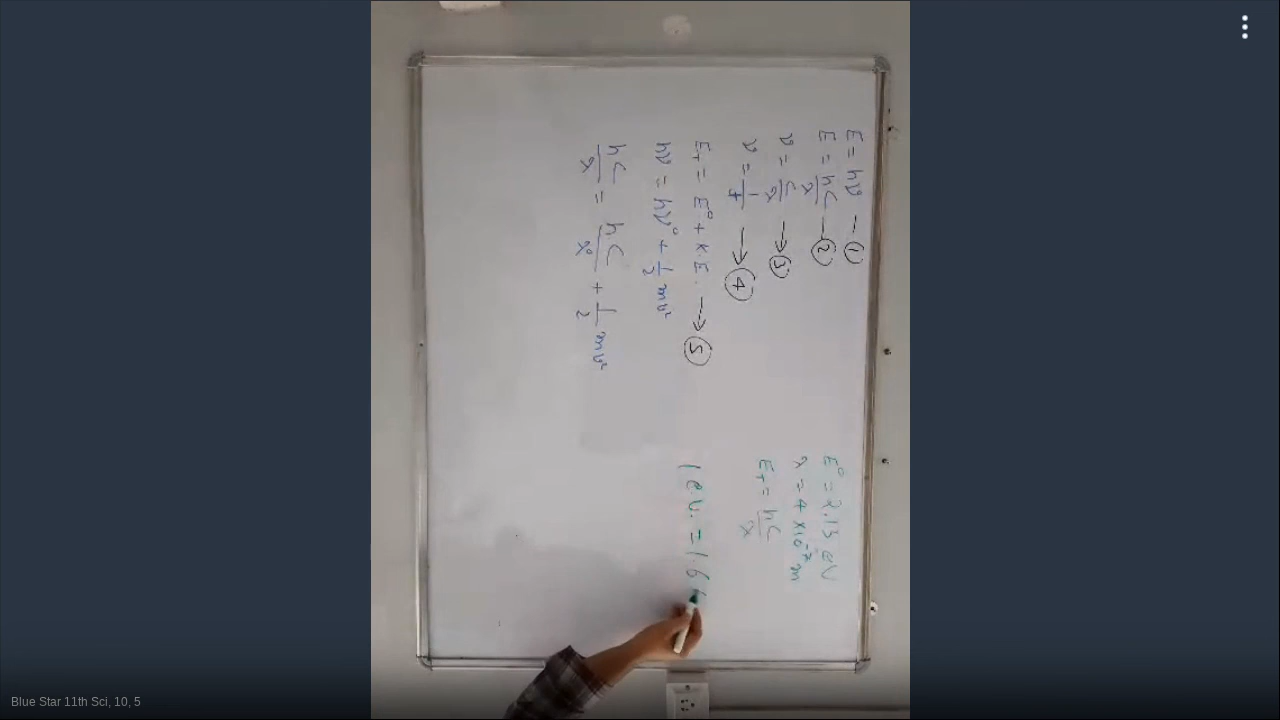 E = hν — ①
E = hC/λ — ②
ν = C/λ → ③
ν = 1/T → ④
E_T = E° + K.E. → ⑤
hν = hν° + 1/2 mv²
hC/λ = hC/λ° + 1/2 mv²
E° = 2.13 eV
λ = 4 × 10⁻⁷ m
E_T = hC/λ
1 eV. = 1.6
Blue Star 11th Sci, 10, 5